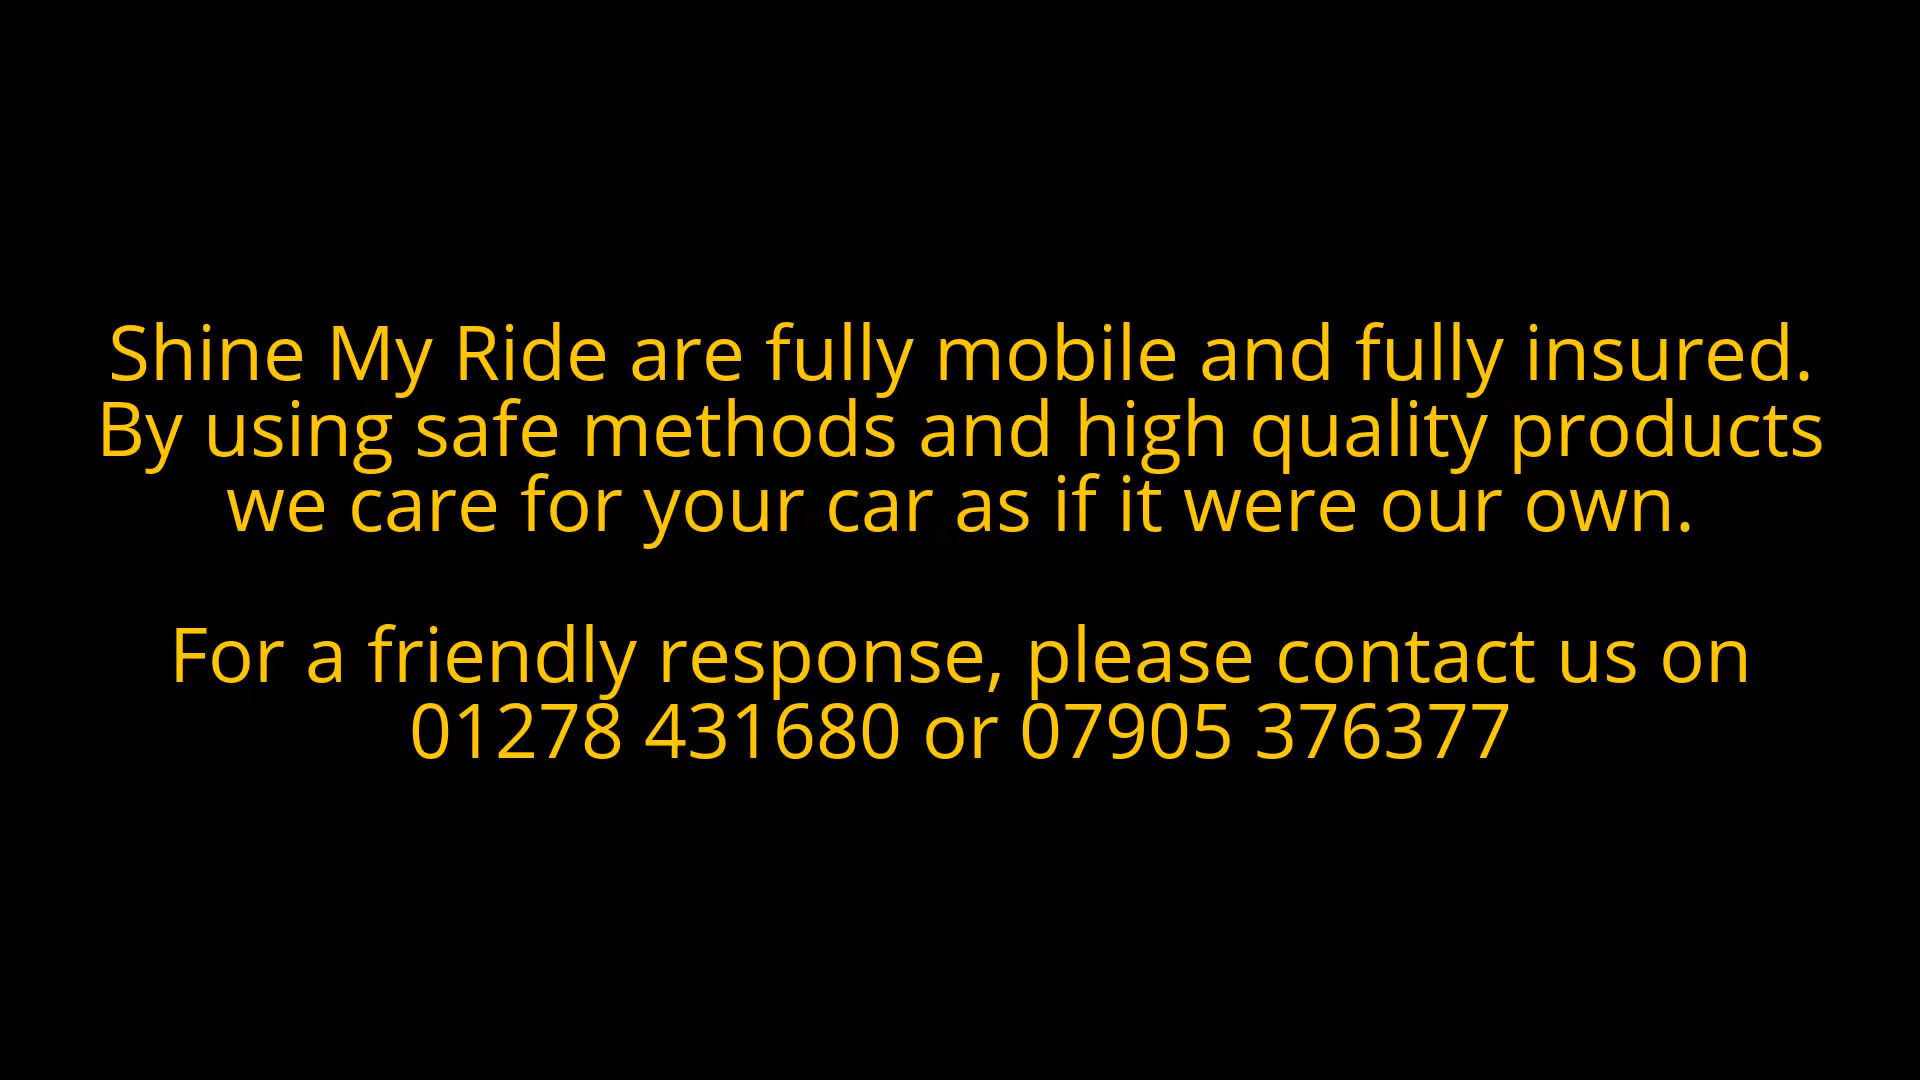 Shine My Ride are fully mobile and fully insured.
By using safe methods and high quality products
we care for your car as if it were our own.
For a friendly response, please contact us on
01278 431680 or 07905 376377